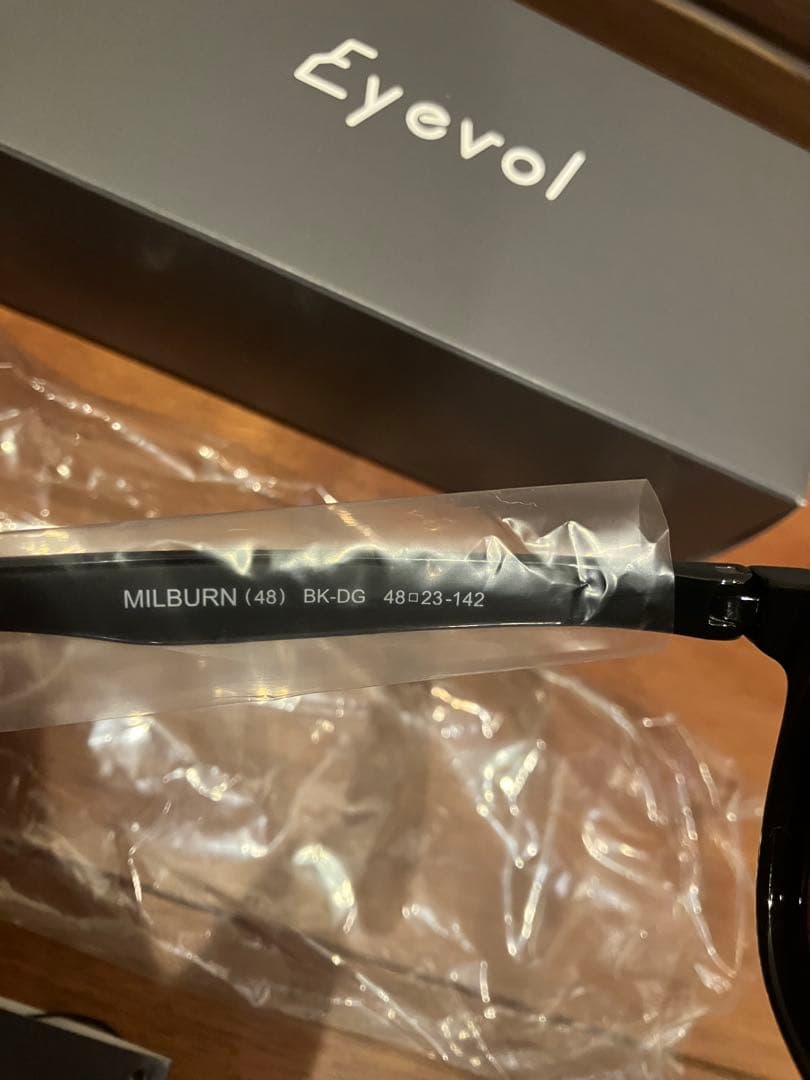 Eyevol
MILBURN (48) BK-DG 48□23-142